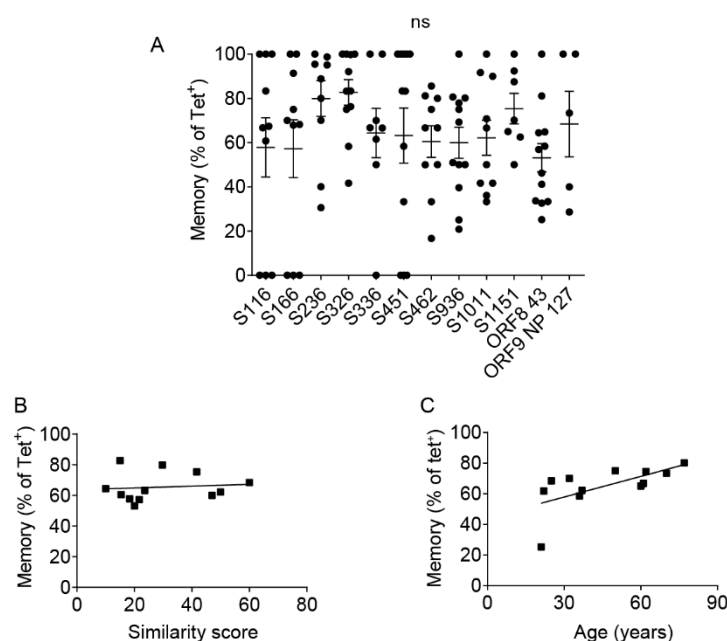 ns
A
Memory (% of Tet⁺)
100
80
60
40
20
0
S116
S166
S236
S326
S336
S451
S462
S936
S1011
S1151
ORF8 43
ORF9 NP 127
B
Memory (% of Tet⁺)
100
80
60
40
20
0
0 20 40 60 80
Similarity score
C
Memory (% of tet⁺)
100
80
60
40
20
0
0 30 60 90
Age (years)